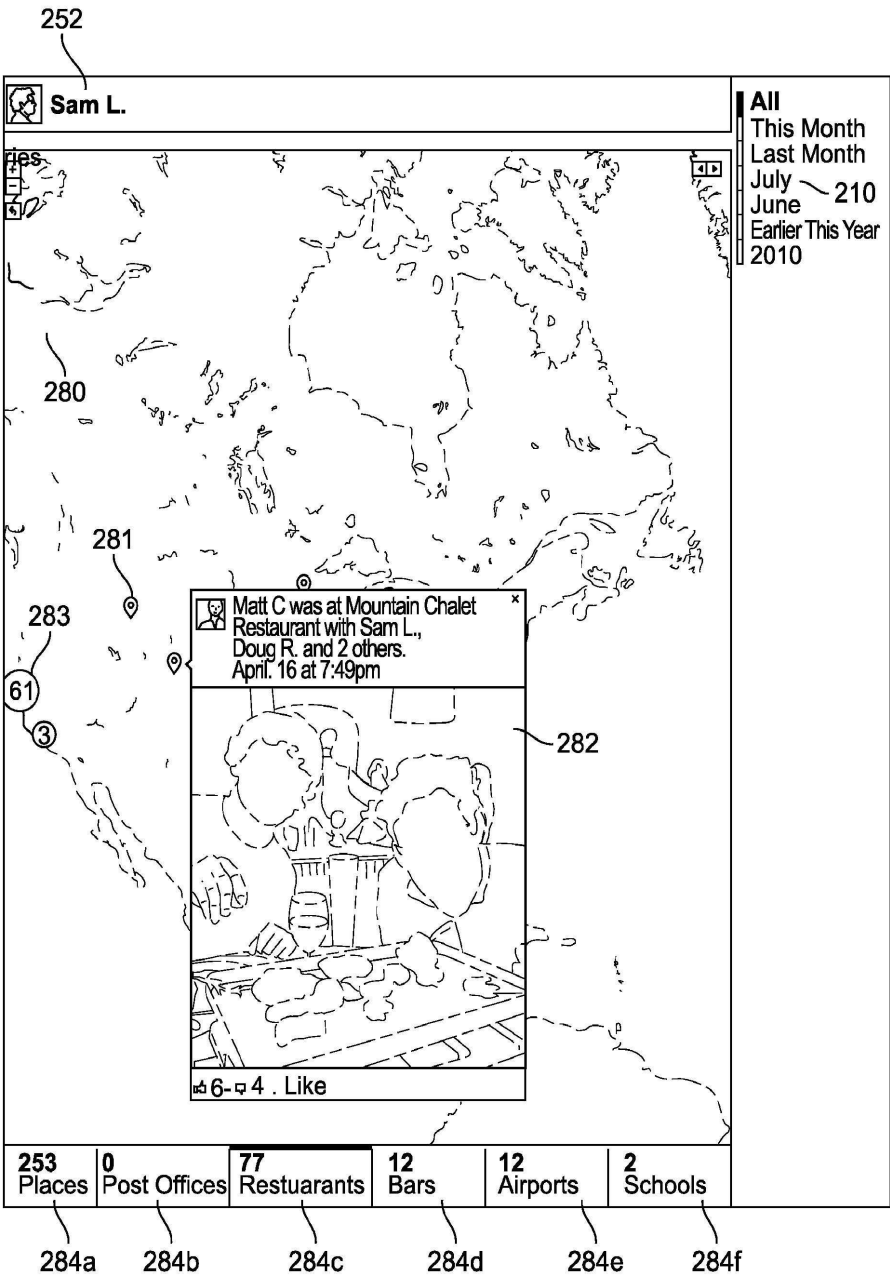 252
Sam L.
ries
All
This Month
Last Month
July
210
June
Earlier This Year
2010
280
281
283
61
3
Matt C was at Mountain Chalet
Restaurant with Sam L.,
Doug R. and 2 others.
April. 16 at 7:49pm
×
282
6- 4 . Like
253 0 77 12 12 2
Places Post Offices Restuarants Bars Airports Schools
284a 284b 284c 284d 284e 284f